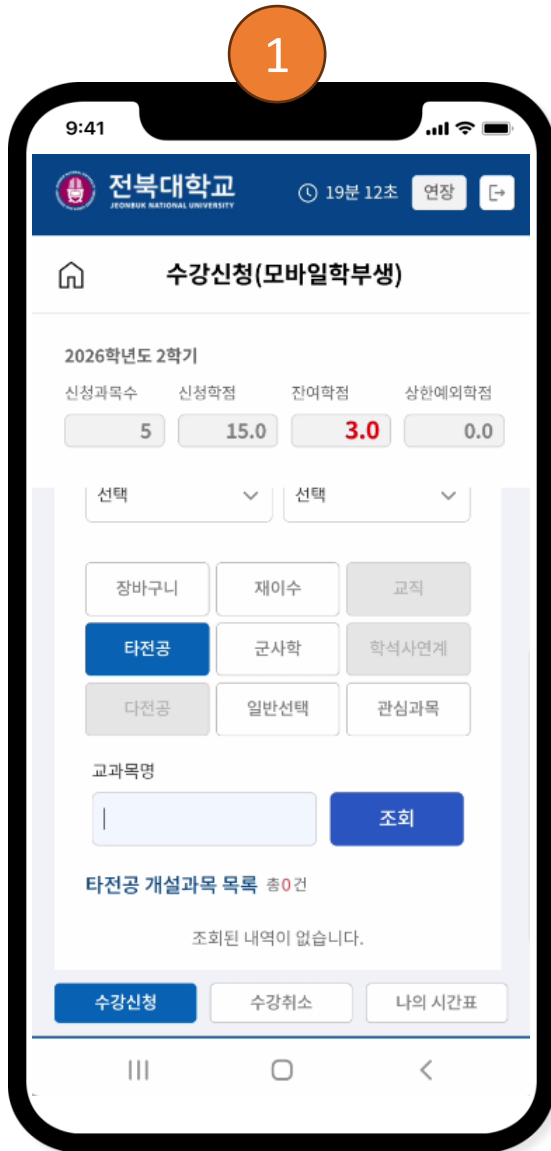 1
9:41
전북대학교 19분 12초 연장
JEONBUK NATIONAL UNIVERSITY
수강신청(모바일학부생)
2026학년도 2학기
신청과목수 신청학점 잔여학점 상한예외학점
5 15.0 3.0 0.0
선택 선택
장바구니 재이수 교직
타전공 군사학 학석사연계
다전공 일반선택 관심과목
교과목명
조회
타전공 개설과목 목록 총0건
조회된 내역이 없습니다.
수강신청 수강취소 나의 시간표